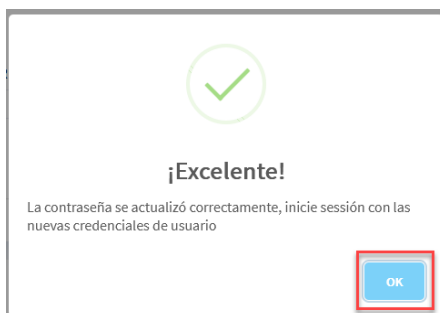 ¡Excelente!
La contraseña se actualizó correctamente, inicie sesión con las
nuevas credenciales de usuario
OK